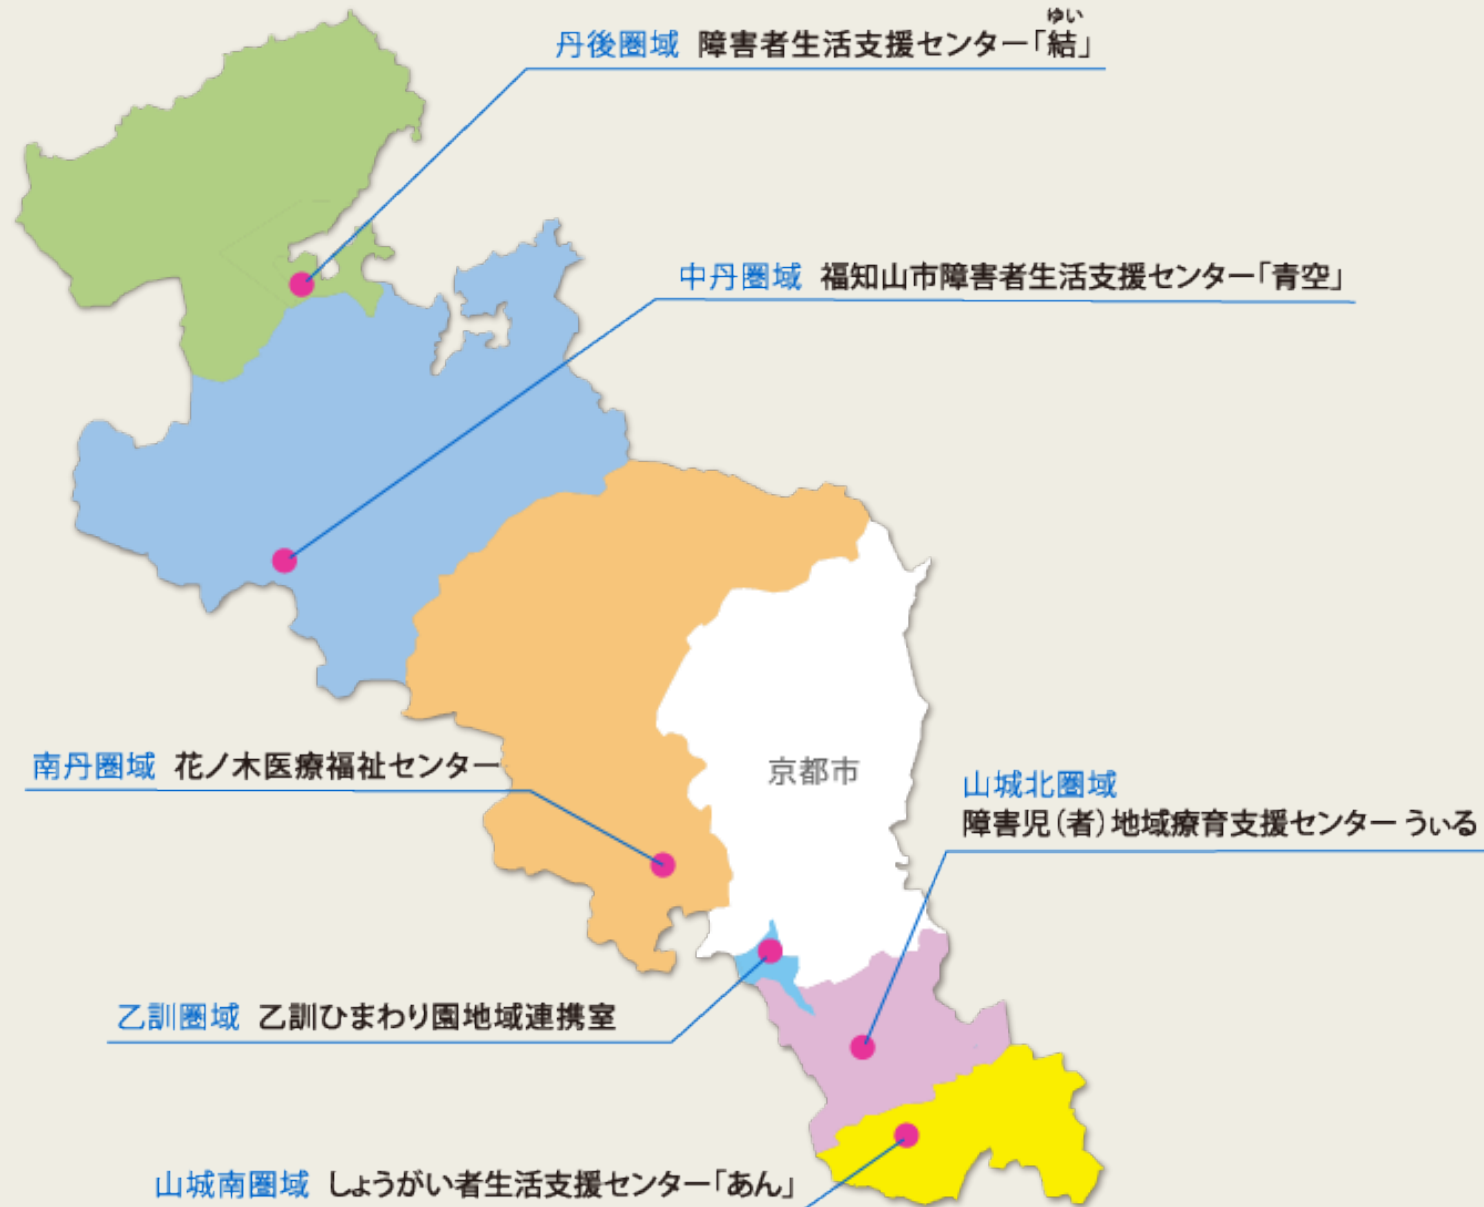 ゆい
丹後圏域 障害者生活支援センター「結」
中丹圏域 福知山市障害者生活支援センター「青空」
南丹圏域 花ノ木医療福祉センター
京都市
山城北圏域
障害児(者)地域療育支援センター うぃる
乙訓圏域 乙訓ひまわり園地域連携室
山城南圏域 しょうがい者生活支援センター「あん」